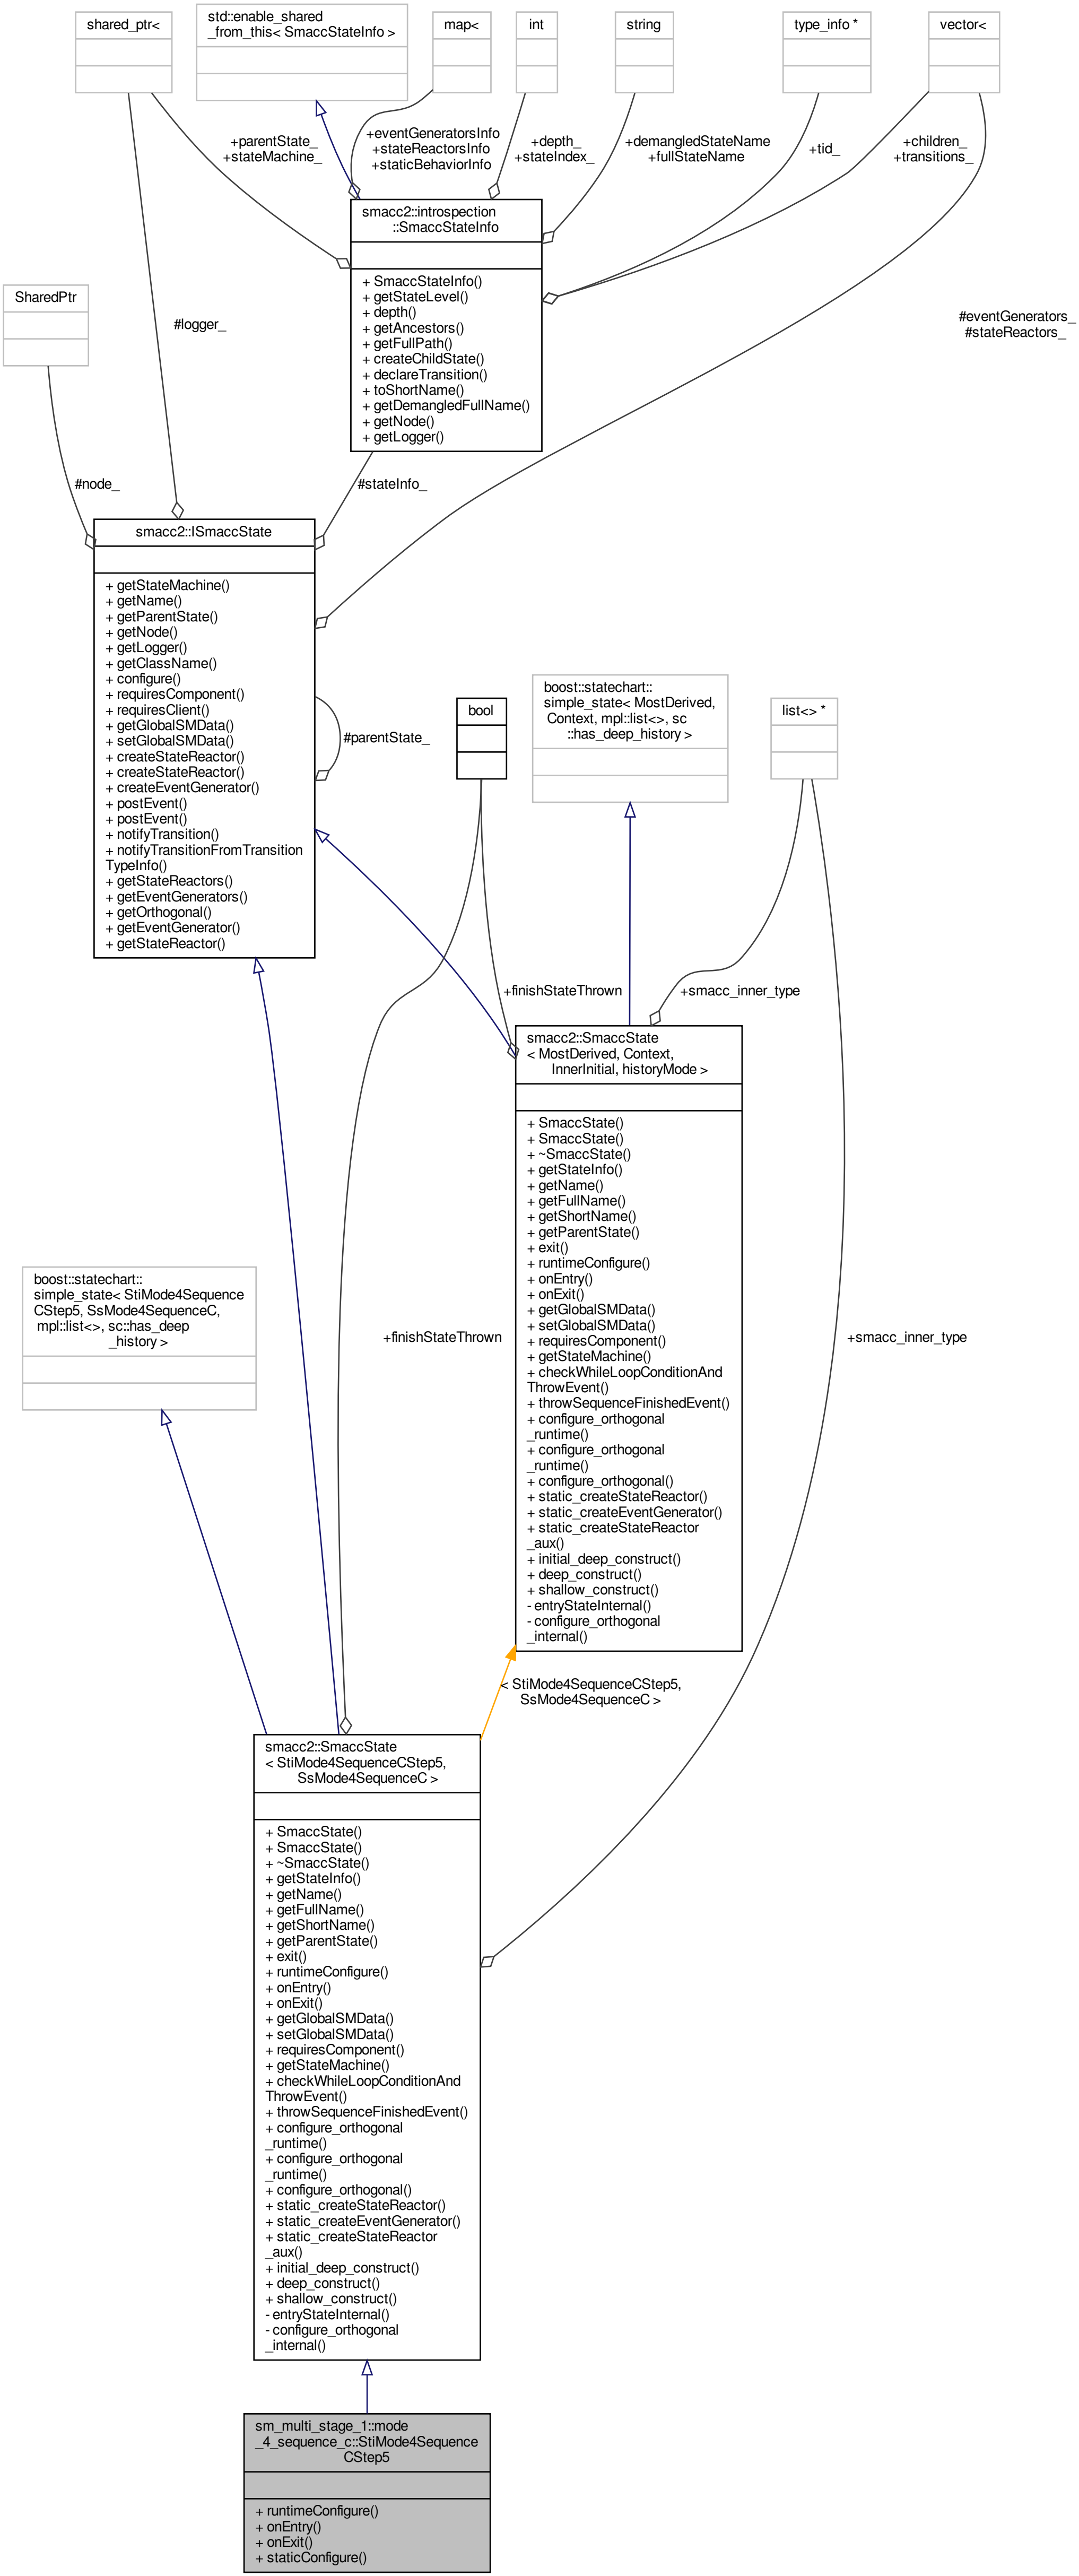 shared_ptr<
std::enable_shared
_from_this< SmaccStateInfo >
map<
int
string
type_info *
vector<
+parentState_
+stateMachine_
+eventGeneratorsInfo
+stateReactorsInfo
+staticBehaviorInfo
+depth_
+stateIndex_
+demangledStateName
+fullStateName
+tid_
+children_
+transitions_
smacc2::introspection
::SmaccStateInfo
+ SmaccStateInfo()
+ getStateLevel()
+ depth()
+ getAncestors()
+ getFullPath()
+ createChildState()
+ declareTransition()
+ toShortName()
+ getDemangledFullName()
+ getNode()
+ getLogger()
SharedPtr
#logger_
#eventGenerators_
#stateReactors_
#node_
#stateInfo_
smacc2::ISmaccState
+ getStateMachine()
+ getName()
+ getParentState()
+ getNode()
+ getLogger()
+ getClassName()
+ configure()
+ requiresComponent()
+ requiresClient()
+ getGlobalSMData()
+ setGlobalSMData()
+ createStateReactor()
+ createStateReactor()
+ createEventGenerator()
+ postEvent()
+ postEvent()
+ notifyTransition()
+ notifyTransitionFromTransition
TypeInfo()
+ getStateReactors()
+ getEventGenerators()
+ getOrthogonal()
+ getEventGenerator()
+ getStateReactor()
#parentState_
bool
boost::statechart::
simple_state< MostDerived,
Context, mpl::list<>, sc
::has_deep_history >
list<> *
+finishStateThrown
+smacc_inner_type
smacc2::SmaccState
< MostDerived, Context,
InnerInitial, historyMode >
+ SmaccState()
+ SmaccState()
+ ~SmaccState()
+ getStateInfo()
+ getName()
+ getFullName()
+ getShortName()
+ getParentState()
+ exit()
+ runtimeConfigure()
+ onEntry()
+ onExit()
+ getGlobalSMData()
+ setGlobalSMData()
+ requiresComponent()
+ getStateMachine()
+ checkWhileLoopConditionAnd
ThrowEvent()
+ throwSequenceFinishedEvent()
+ configure_orthogonal
_runtime()
+ configure_orthogonal
_runtime()
+ configure_orthogonal()
+ static_createStateReactor()
+ static_createEventGenerator()
+ static_createStateReactor
_aux()
+ initial_deep_construct()
+ deep_construct()
+ shallow_construct()
- entryStateInternal()
- configure_orthogonal
_internal()
boost::statechart::
simple_state< StiMode4Sequence
CStep5, SsMode4SequenceC,
mpl::list<>, sc::has_deep
_history >
+finishStateThrown
+smacc_inner_type
< StiMode4SequenceCStep5,
SsMode4SequenceC >
smacc2::SmaccState
< StiMode4SequenceCStep5,
SsMode4SequenceC >
+ SmaccState()
+ SmaccState()
+ ~SmaccState()
+ getStateInfo()
+ getName()
+ getFullName()
+ getShortName()
+ getParentState()
+ exit()
+ runtimeConfigure()
+ onEntry()
+ onExit()
+ getGlobalSMData()
+ setGlobalSMData()
+ requiresComponent()
+ getStateMachine()
+ checkWhileLoopConditionAnd
ThrowEvent()
+ throwSequenceFinishedEvent()
+ configure_orthogonal
_runtime()
+ configure_orthogonal
_runtime()
+ configure_orthogonal()
+ static_createStateReactor()
+ static_createEventGenerator()
+ static_createStateReactor
_aux()
+ initial_deep_construct()
+ deep_construct()
+ shallow_construct()
- entryStateInternal()
- configure_orthogonal
_internal()
sm_multi_stage_1::mode
_4_sequence_c::StiMode4Sequence
CStep5
+ runtimeConfigure()
+ onEntry()
+ onExit()
+ staticConfigure()